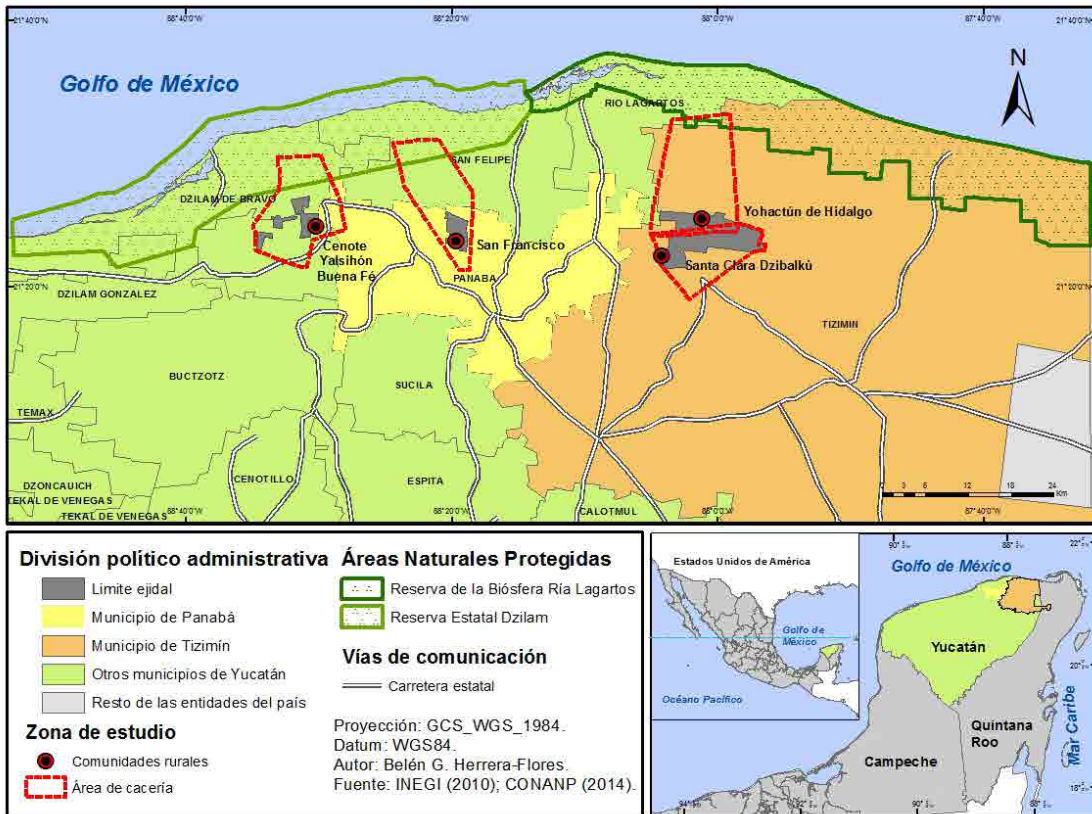 21°40'0"N
88°40'0"W
88°20'0"W
88°0'0"W
87°40'0"W
21°40'0"N
Golfo de México
N
RIO LAGARTOS
SAN FELIPE
DZILAM DE BRAVO
Yohactún de Hidalgo
Cenote
Yalsihón
Buena Fé
San Francisco
Santa Clara Dzibalkù
PANABA
21°20'0"N
DZILAM GONZALEZ
21°20'0"N
TIZIMIN
BUCTZOTZ
SUCILA
TEMAX
CENOTILLO
ESPITA
DZONCAUICH
TEKAL DE VENEGAS
TEKAL DE VENEGAS
CALOTMUL
3 6 12 18 24
Km
88°40'0"W
88°20'0"W
88°0'0"W
87°40'0"W
División político administrativa
Limite ejidal
Municipio de Panabá
Municipio de Tizimín
Otros municipios de Yucatán
Resto de las entidades del país
Zona de estudio
Comunidades rurales
Área de cacería
Áreas Naturales Protegidas
Reserva de la Biósfera Ría Lagartos
Reserva Estatal Dzilam
Vías de comunicación
Carretera estatal
Proyección: GCS_WGS_1984.
Datum: WGS84.
Autor: Belén G. Herrera-Flores.
Fuente: INEGI (2010); CONANP (2014).
Estados Unidos de América
Golfo de
México
Océano Pacífico
Golfo de México
Yucatán
Quintana
Roo
Campeche
Mar Caribe